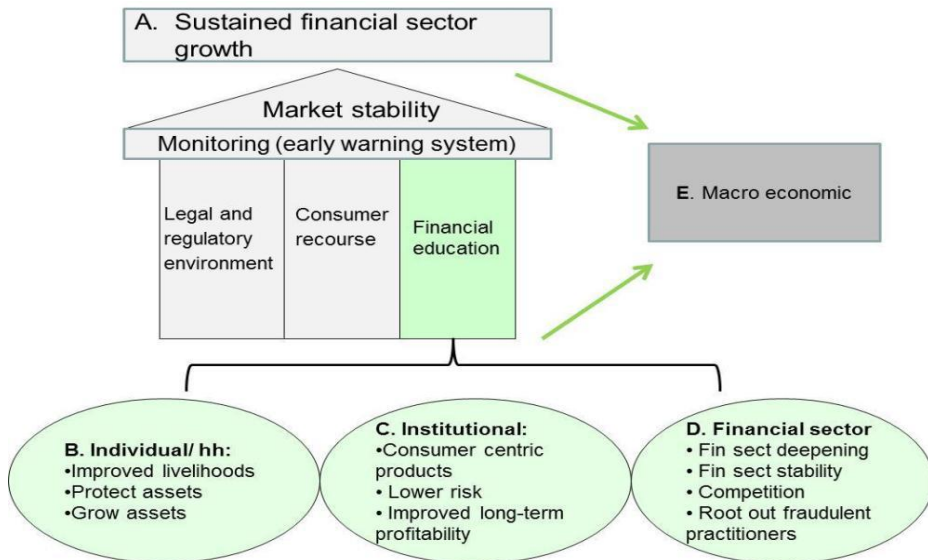 A. Sustained financial sector
growth
Market stability
Monitoring (early warning system)
Legal and
regulatory
environment
Consumer
recourse
Financial
education
E. Macro economic
B. Individual/ hh:
•Improved livelihoods
•Protect assets
•Grow assets
C. Institutional:
•Consumer centric
products
• Lower risk
• Improved long-term
profitability
D. Financial sector
• Fin sect deepening
• Fin sect stability
• Competition
• Root out fraudulent
practitioners